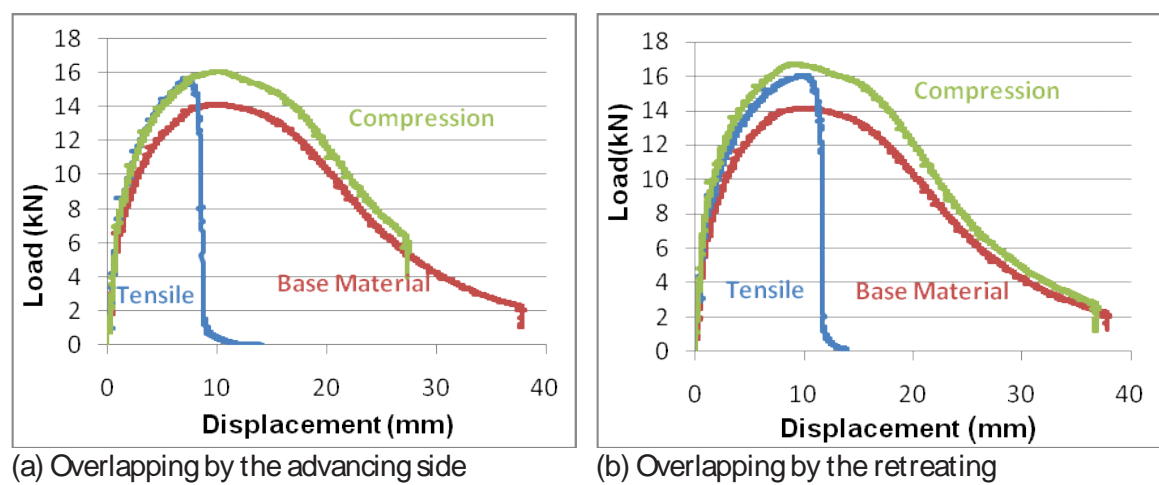 18
16
14
12
10
8
6
4
2
0
Load (kN)
Compression
Tensile
Base Material
0 10 20 30 40
Displacement (mm)
(a) Overlapping by the advancing side
18
16
14
12
10
8
6
4
2
0
Load(kN)
Compression
Tensile
Base Material
0 10 20 30 40
Displacement (mm)
(b) Overlapping by the retreating